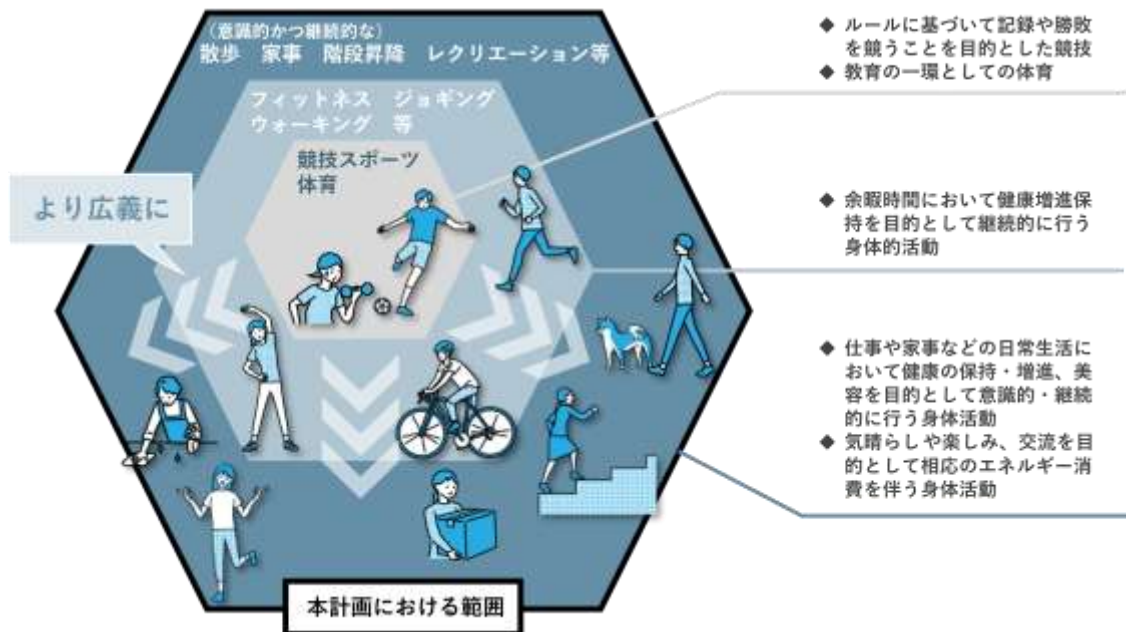 （意識的かつ継続的な）
散歩　家事　階段昇降　レクリエーション等
フィットネス　ジョギング
ウォーキング　等
競技スポーツ
体育
より広義に
本計画における範囲
◆ ルールに基づいて記録や勝敗
を競うことを目的とした競技
◆ 教育の一環としての体育
◆ 余暇時間において健康増進保
持を目的として継続的に行う
身体的活動
◆ 仕事や家事などの日常生活に
おいて健康の保持・増進、美
容を目的として意識的・継続
的に行う身体活動
◆ 気晴らしや楽しみ、交流を目
的として相応のエネルギー消
費を伴う身体活動